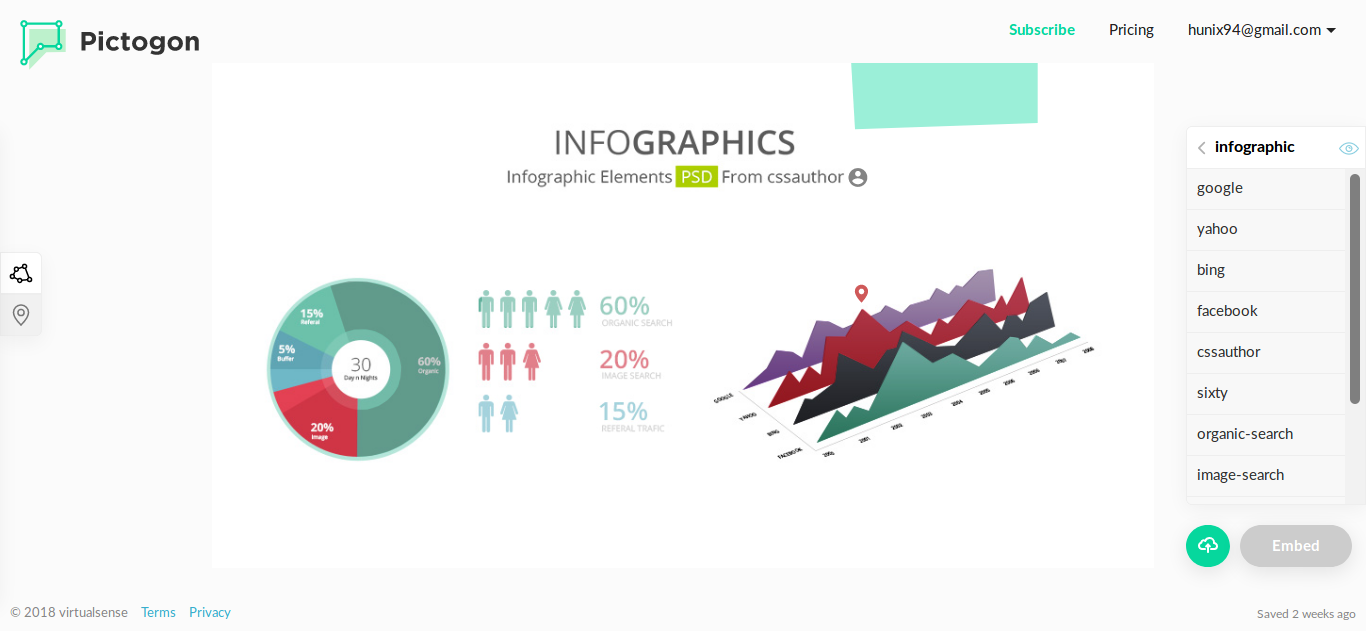 Pictogon
Subscribe Pricing hunix94@gmail.com
INFOGRAPHICS
Infographic Elements PSD From cssauthor
15%
Referal
5%
Buffer
30
Day n Nights
60%
Organic
20%
Image
60%
ORGANIC SEARCH
20%
IMAGE SEARCH
15%
REFERAL TRAFIC
GOOGLE
YAHOO
BING
FACEBOOK
2001
2002
2003
2004
2005
2006
infographic
google
yahoo
bing
facebook
cssauthor
sixty
organic-search
image-search
Embed
© 2018 virtualsense Terms Privacy
Saved 2 weeks ago